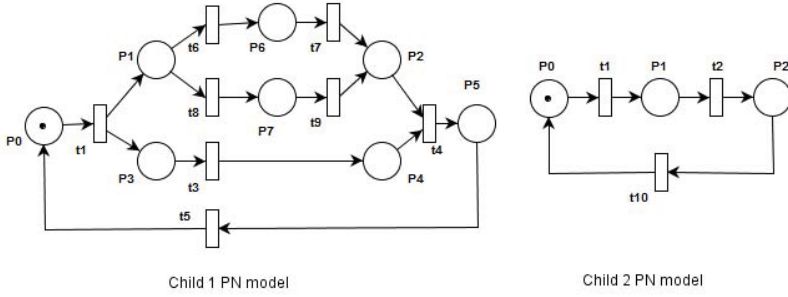 t6
P6
t7
P1
P2
t8
P7
t9
P5
P0
t1
t4
P3
t3
P4
t5
Child 1 PN model
P0
t1
P1
t2
P2
t10
Child 2 PN model